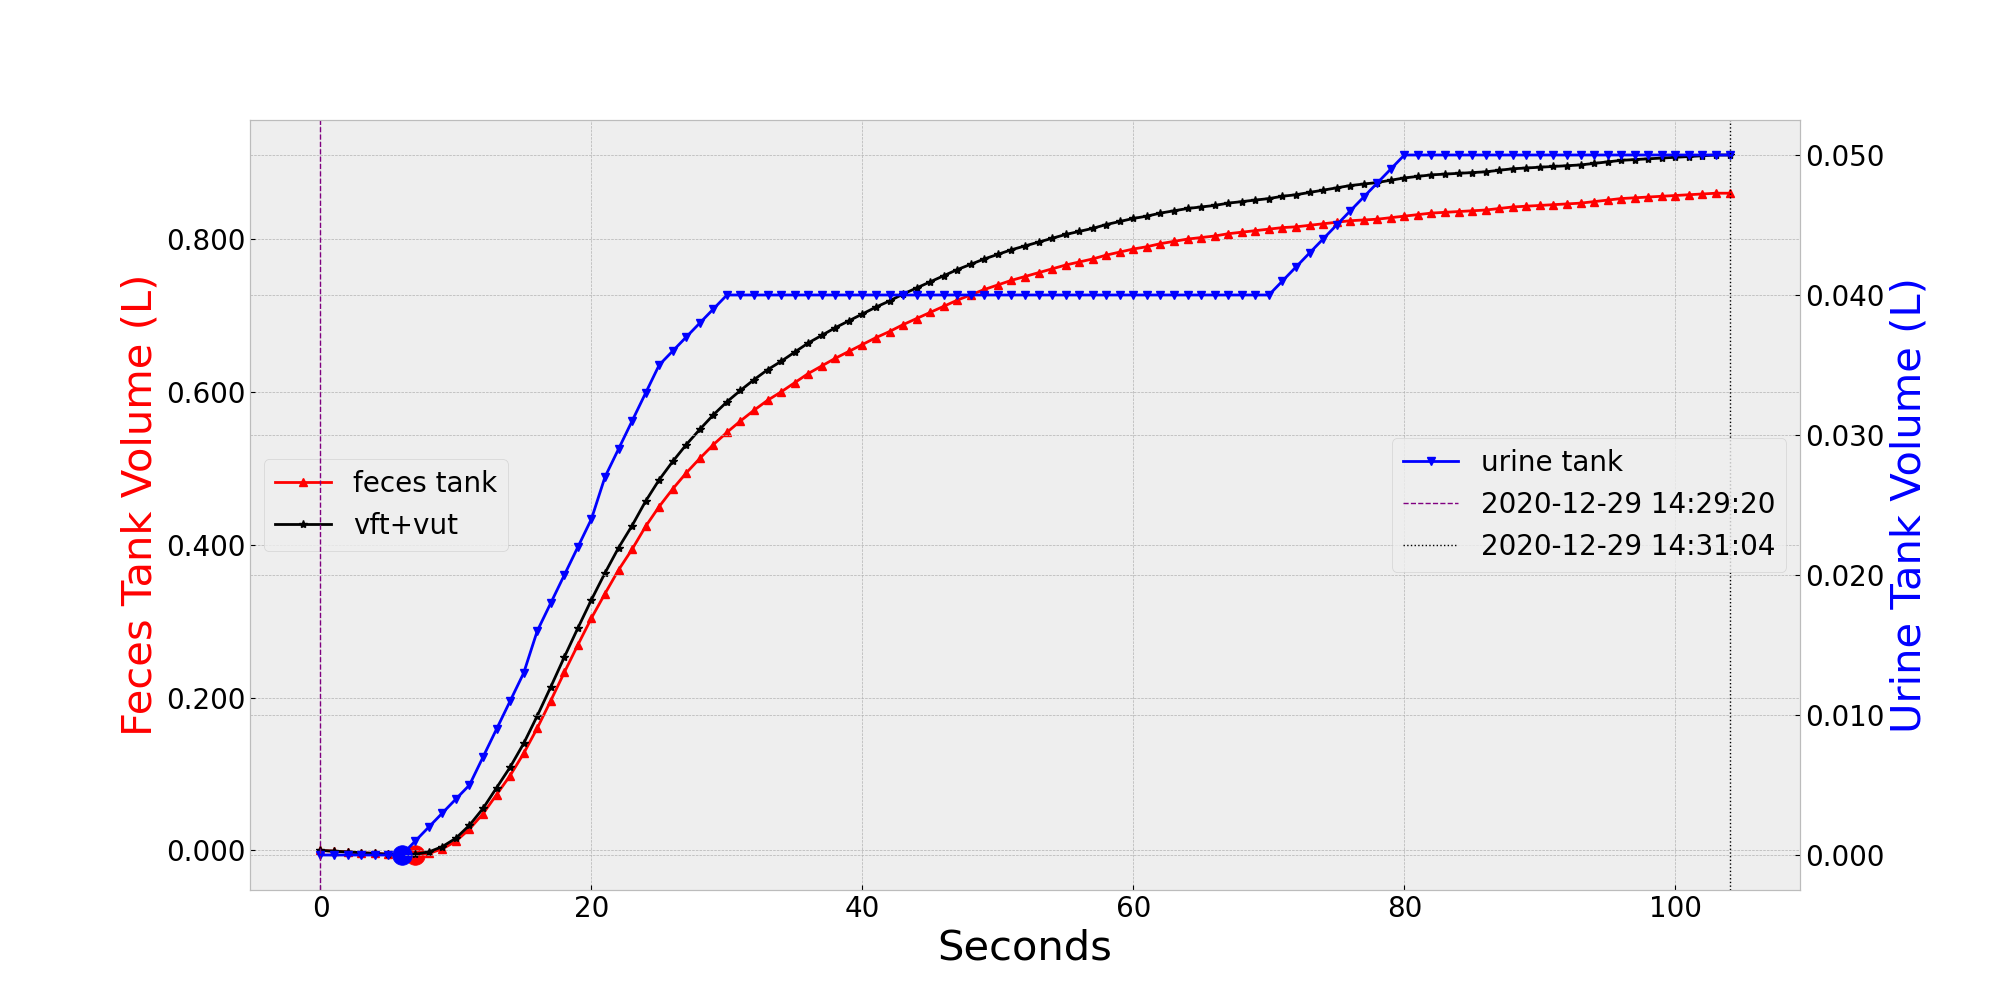 Feces Tank Volume (L)
0.800
0.600
0.400
0.200
0.000
feces tank
vft+vut
urine tank
2020-12-29 14:29:20
2020-12-29 14:31:04
0.050
0.040
0.030
0.020
0.010
0.000
Urine Tank Volume (L)
0 20 40 60 80 100
Seconds